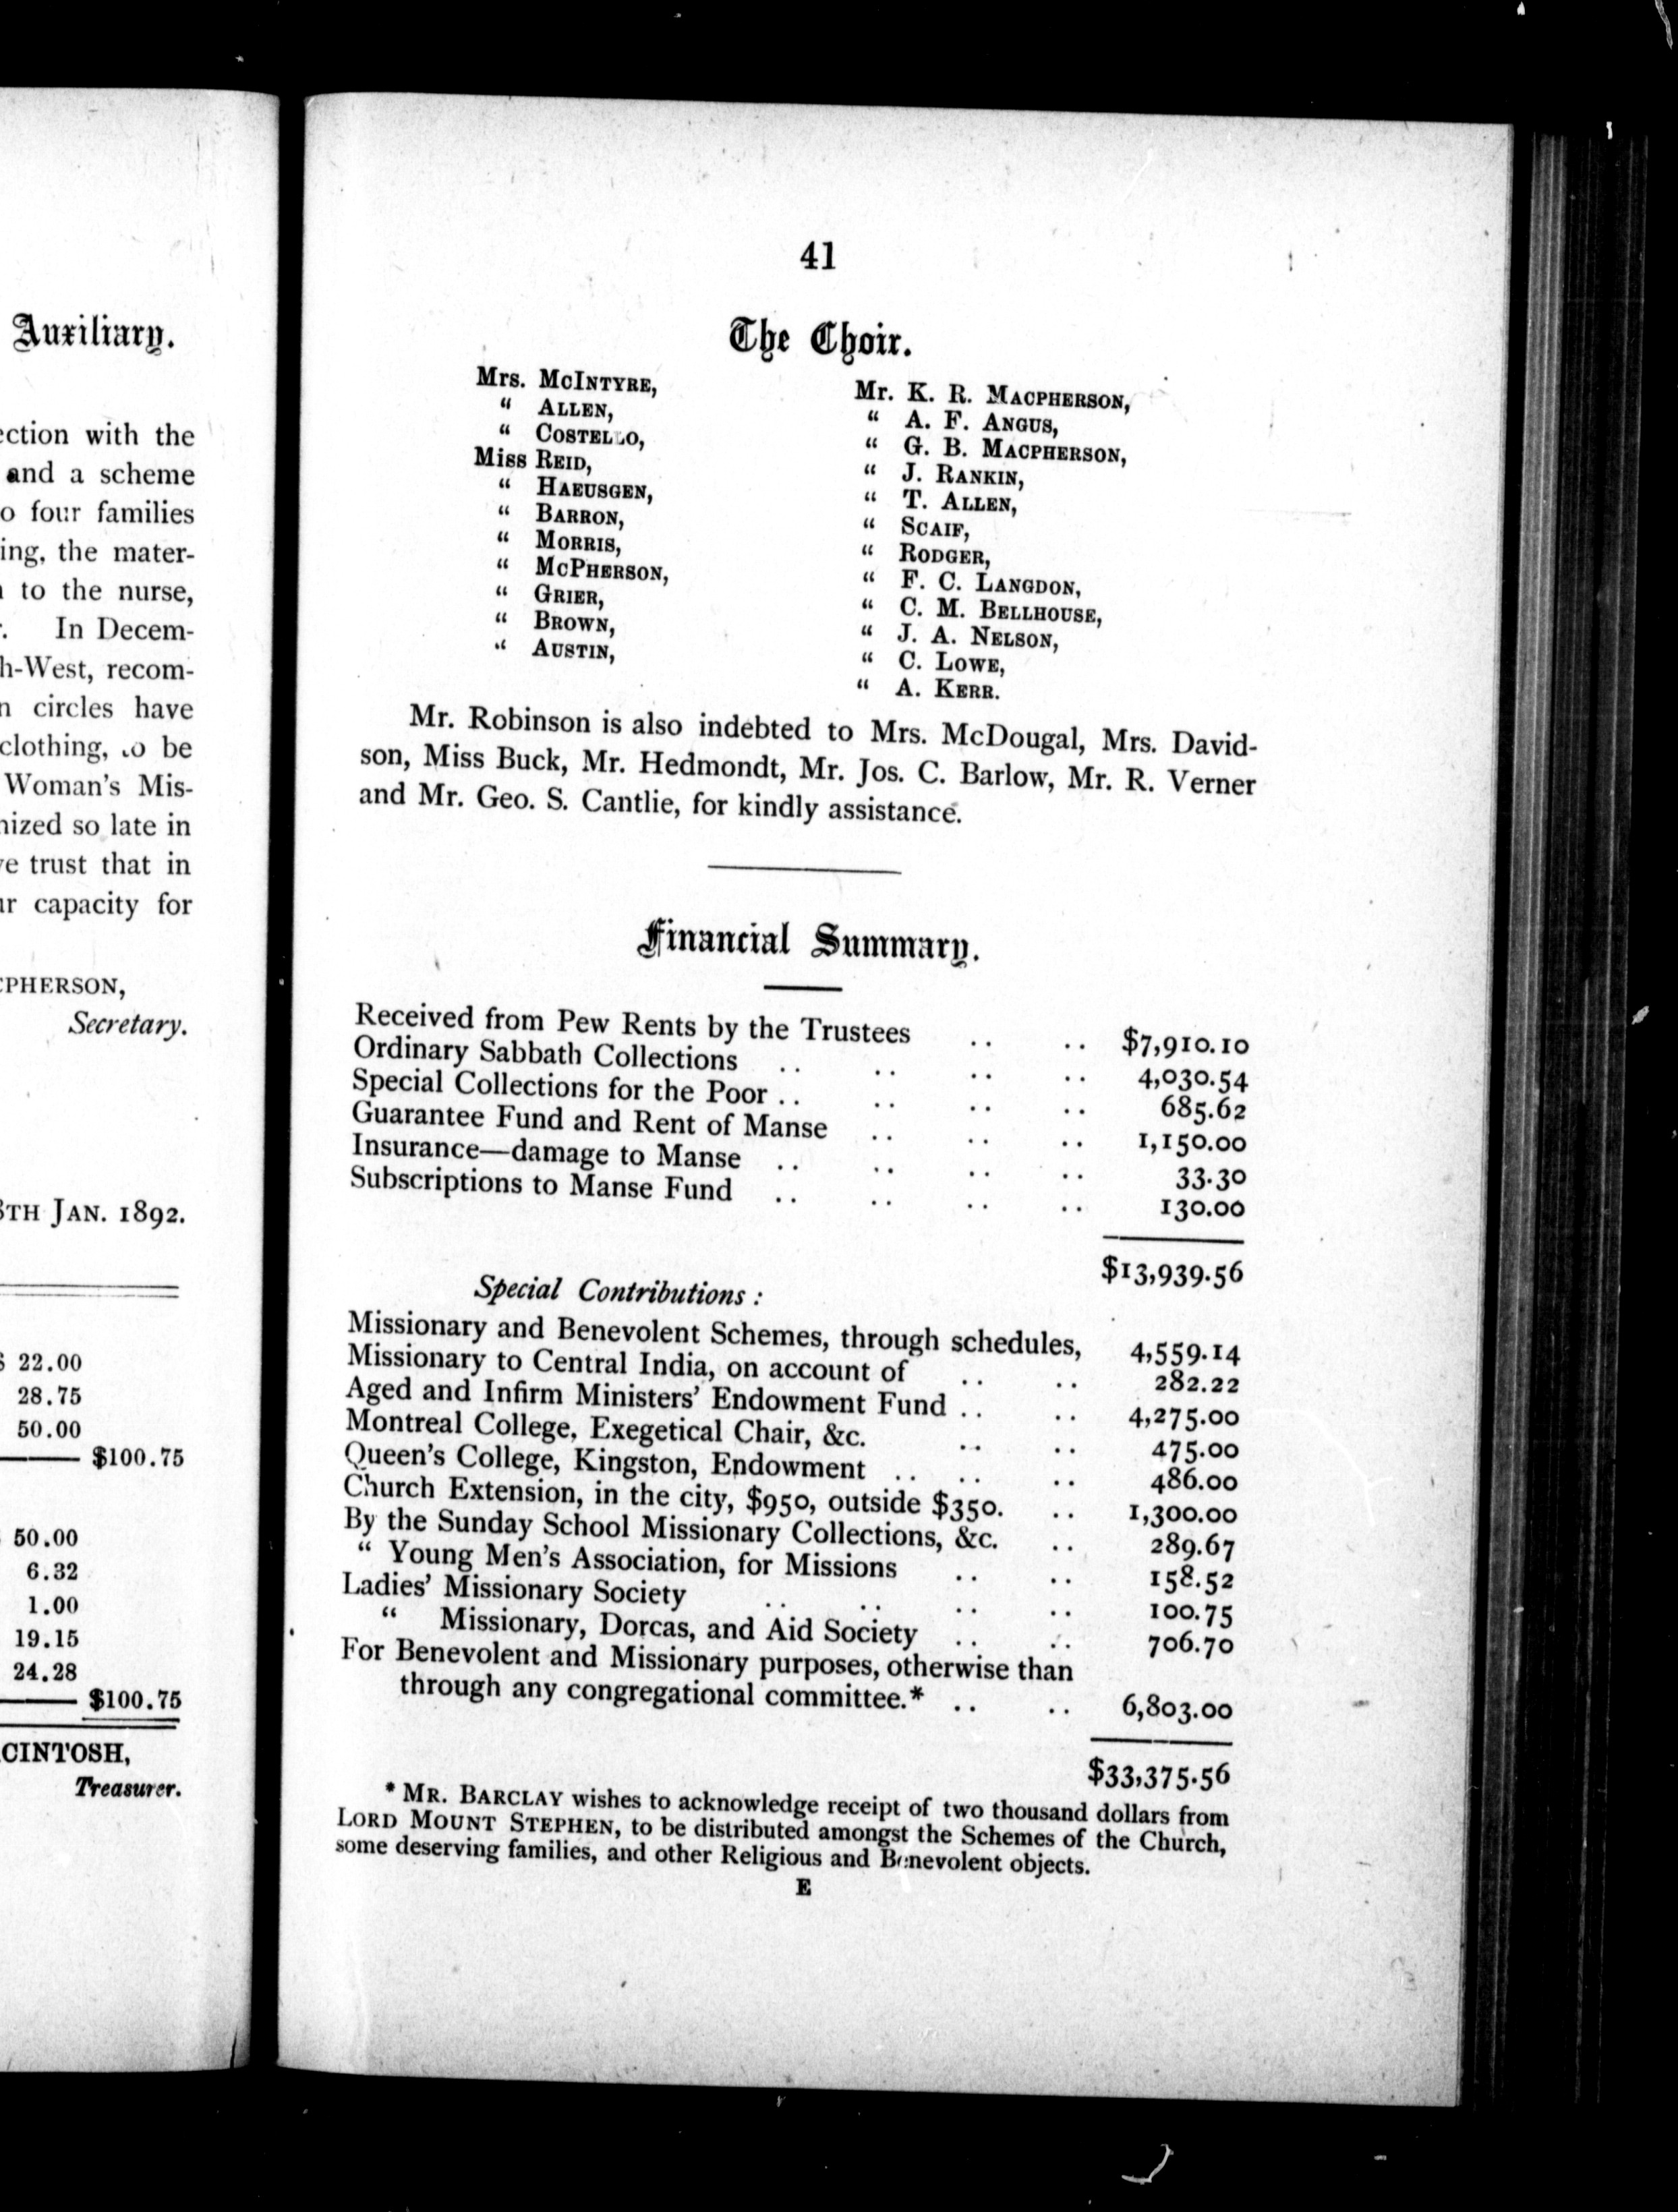 Auxiliary.
ection with the
and a scheme
o four families
ing, the mater-
to the nurse,
In Decem-
h-West, recom-
n circles have
clothing, to be
Woman's Mis-
nized so late in
e trust that in
ur capacity for
CPHERSON,
Secretary.
8TH JAN. 1892.
$ 22.00
28.75
50.00
$100.75
50.00
6.32
1.00
19.15
24.28
$100.75
CINTOSH,
Treasurer.
41
The Choir.
Mrs. McIntyre,
" Allen,
" Costello,
Miss Reid,
" Haeusgen,
" Barron,
" Morris,
" McPherson,
" Grier,
" Brown,
" Austin,
Mr. K. R. Macpherson,
" A. F. Angus,
" G. B. Macpherson,
" J. Rankin,
" T. Allen,
" Scaif,
" Rodger,
" F. C. Langdon,
" C. M. Bellhouse,
" J. A. Nelson,
" C. Lowe,
" A. Kerr.
Mr. Robinson is also indebted to Mrs. McDougal, Mrs. David-
son, Miss Buck, Mr. Hedmondt, Mr. Jos. C. Barlow, Mr. R. Verner
and Mr. Geo. S. Cantlie, for kindly assistance.
Financial Summary.
Received from Pew Rents by the Trustees .. .. $7,910.10
Ordinary Sabbath Collections .. .. .. .. 4,030.54
Special Collections for the Poor .. .. .. .. 685.62
Guarantee Fund and Rent of Manse .. .. .. 1,150.00
Insurance—damage to Manse .. .. .. .. 33.30
Subscriptions to Manse Fund .. .. .. .. 130.00
$13,939.56
Special Contributions :
Missionary and Benevolent Schemes, through schedules, 4,559.14
Missionary to Central India, on account of .. .. 282.22
Aged and Infirm Ministers' Endowment Fund .. .. 4,275.00
Montreal College, Exegetical Chair, &c. .. .. 475.00
Queen's College, Kingston, Endowment .. .. .. 486.00
Church Extension, in the city, $950, outside $350. .. 1,300.00
By the Sunday School Missionary Collections, &c. .. 289.67
" Young Men's Association, for Missions .. .. 158.52
Ladies' Missionary Society .. .. .. .. 100.75
" Missionary, Dorcas, and Aid Society .. .. 706.70
For Benevolent and Missionary purposes, otherwise than
through any congregational committee.* .. .. 6,803.00
$33,375.56
* Mr. Barclay wishes to acknowledge receipt of two thousand dollars from
Lord Mount Stephen, to be distributed amongst the Schemes of the Church,
some deserving families, and other Religious and Benevolent objects.
E